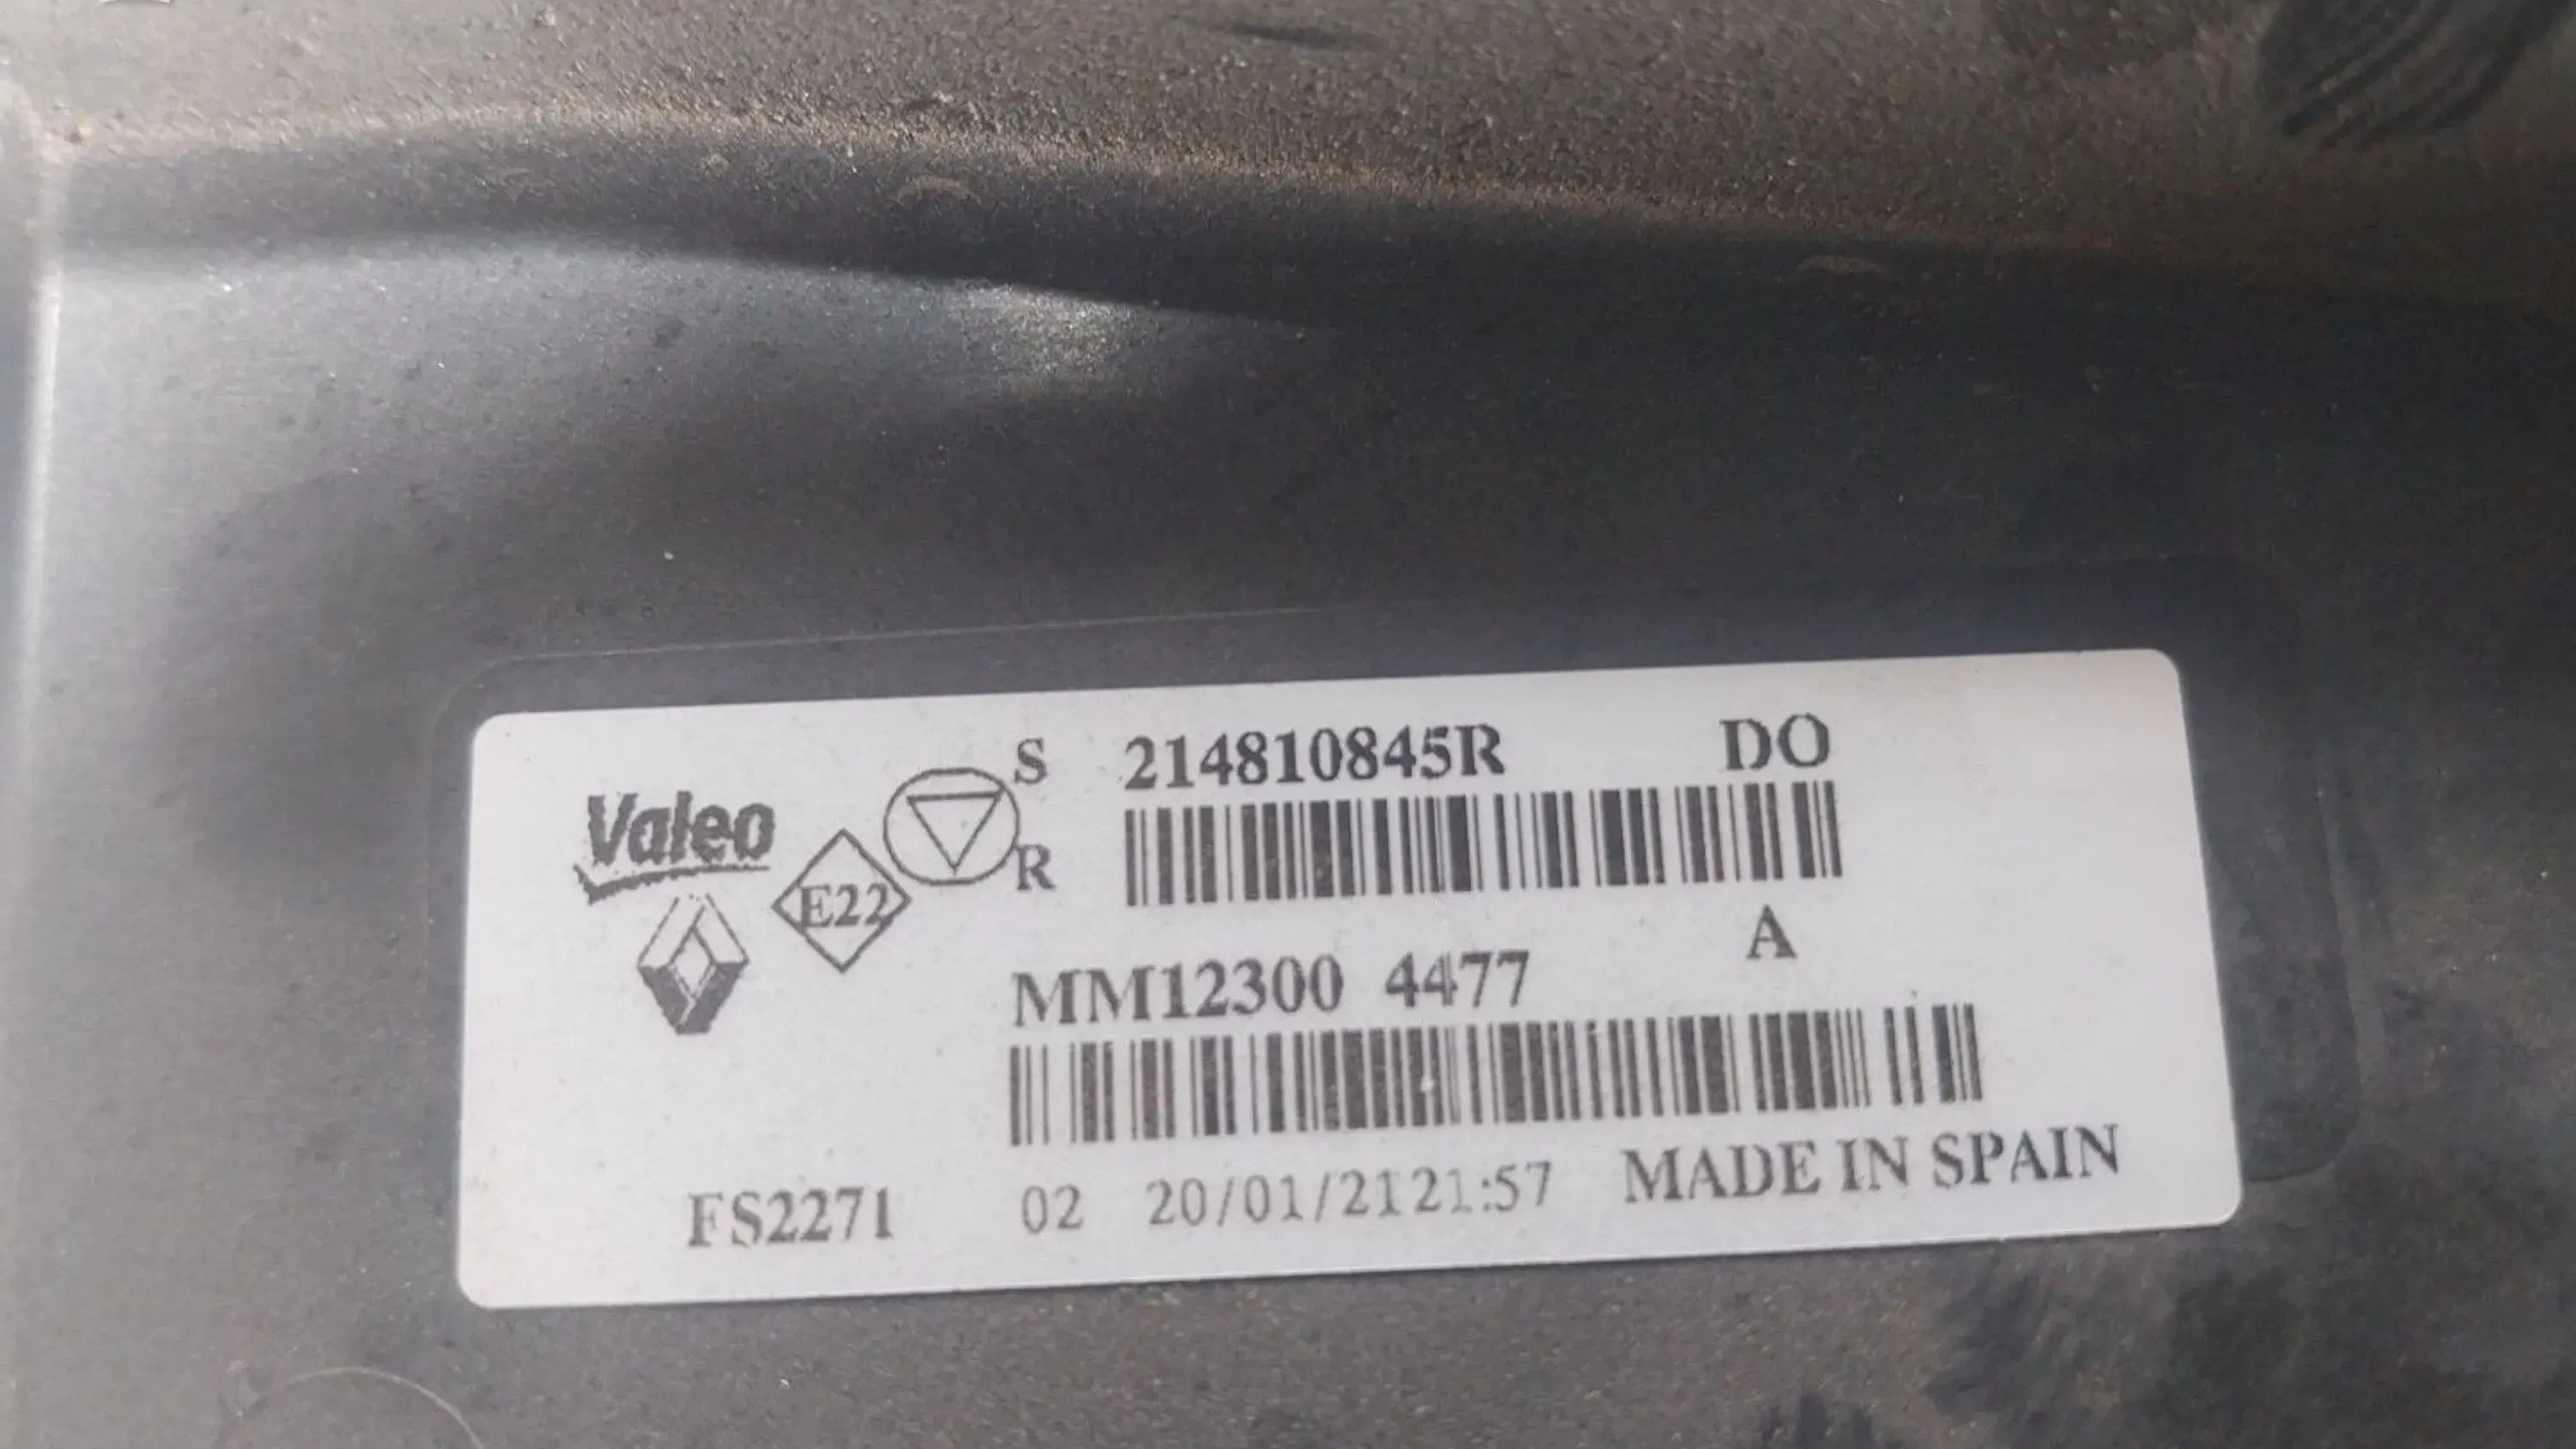 S 214810845R DO
Valeo
R
E22
A
MM12300 4477
FS2271 02 20/01/2121:57 MADE IN SPAIN